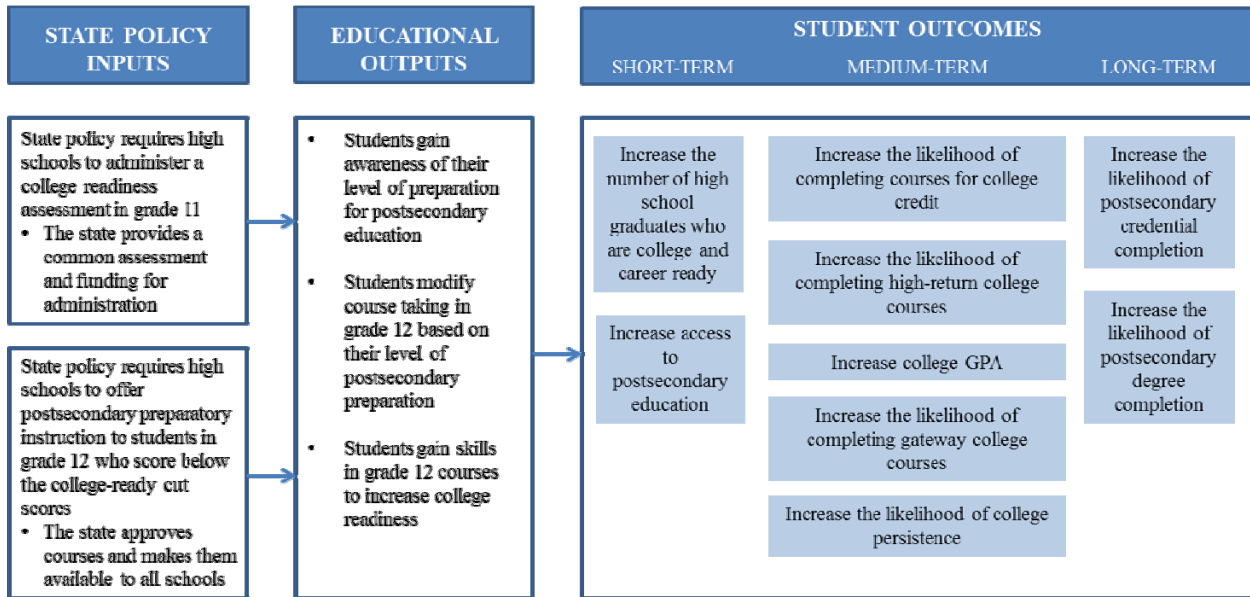 STATE POLICY
INPUTS
EDUCATIONAL
OUTPUTS
STUDENT OUTCOMES
SHORT-TERM
MEDIUM-TERM
LONG-TERM
State policy requires high
schools to administer a
college readiness
assessment in grade 11
• The state provides a
common assessment
and funding for
administration
State policy requires high
schools to offer
postsecondary preparatory
instruction to students in
grade 12 who score below
the college-ready cut
scores
• The state approves
courses and makes them
available to all schools
• Students gain
awareness of their
level of preparation
for postsecondary
education
• Students modify
course taking in
grade 12 based on
their level of
postsecondary
preparation
• Students gain skills
in grade 12 courses
to increase college
readiness
Increase the
number of high
school
graduates who
are college and
career ready
Increase access
to
postsecondary
education
Increase the likelihood of
completing courses for college
credit
Increase the likelihood of
completing high-return college
courses
Increase college GPA
Increase the likelihood of
completing gateway college
courses
Increase the likelihood of college
persistence
Increase the
likelihood of
postsecondary
credential
completion
Increase the
likelihood of
postsecondary
degree
completion